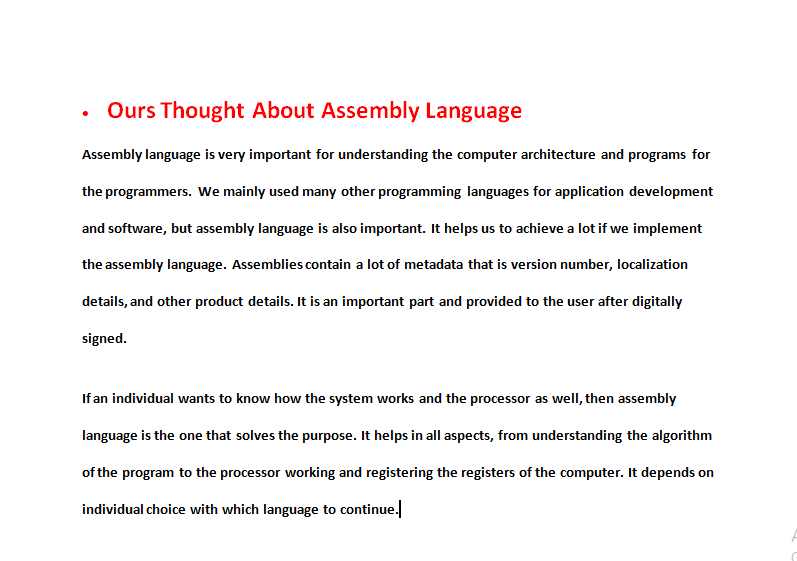 • Ours Thought About Assembly Language
Assembly language is very important for understanding the computer architecture and programs for
the programmers. We mainly used many other programming languages for application development
and software, but assembly language is also important. It helps us to achieve a lot if we implement
the assembly language. Assemblies contain a lot of metadata that is version number, localization
details, and other product details. It is an important part and provided to the user after digitally
signed.
If an individual wants to know how the system works and the processor as well, then assembly
language is the one that solves the purpose. It helps in all aspects, from understanding the algorithm
of the program to the processor working and registering the registers of the computer. It depends on
individual choice with which language to continue.